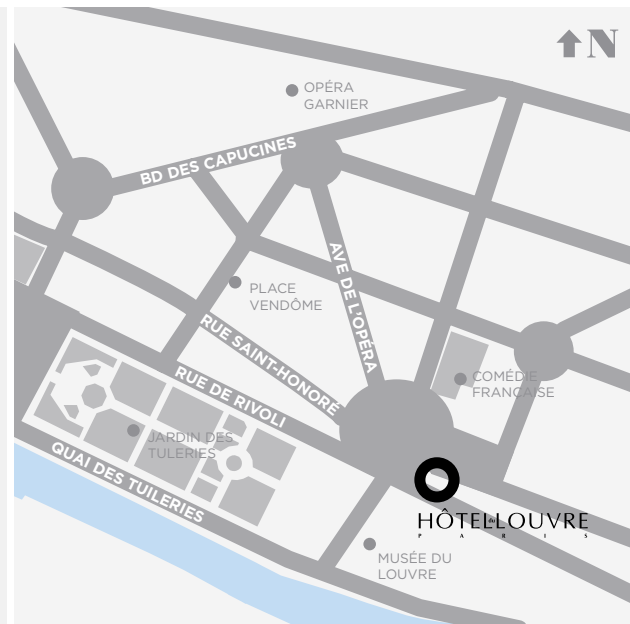 N
OPÉRA
GARNIER
BD DES CAPUCINES
AVE DE L'OPÉRA
PLACE
VENDÔME
RUE SAINT-HONORÉ
RUE DE RIVOLI
COMÉDIE
FRANÇAISE
JARDIN DES
TULERIES
QUAI DES TUILERIES
HÔTEL DU LOUVRE
PARIS
MUSÉE DU
LOUVRE